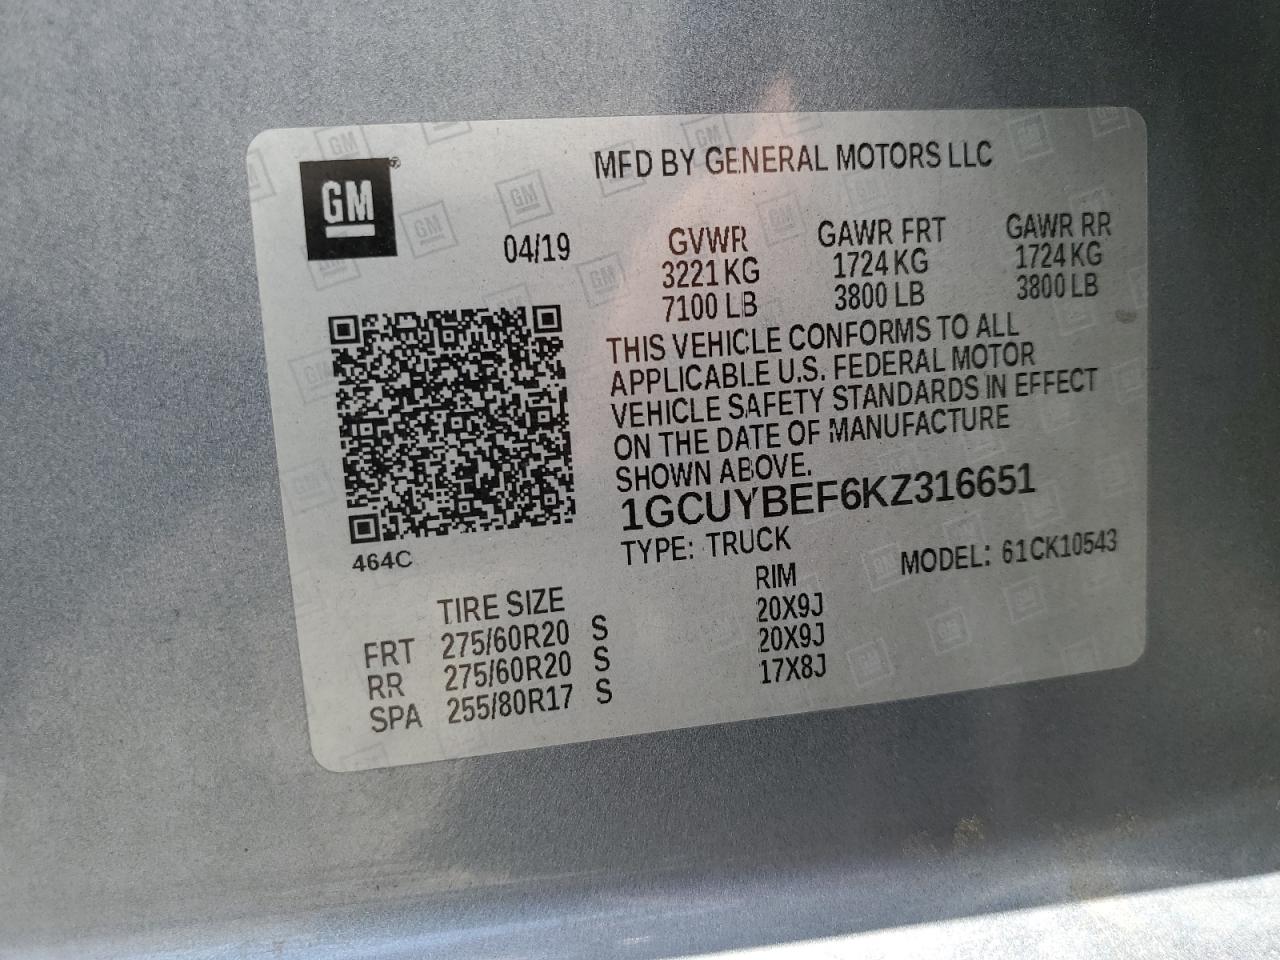 GM
®
MFD BY GENERAL MOTORS LLC
04/19
GVWR GAWR FRT GAWR RR
3221 KG 1724 KG 1724 KG
7100 LB 3800 LB 3800 LB
THIS VEHICLE CONFORMS TO ALL
APPLICABLE U.S. FEDERAL MOTOR
VEHICLE SAFETY STANDARDS IN EFFECT
ON THE DATE OF MANUFACTURE
SHOWN ABOVE.
1GCUYBEF6KZ316651
TYPE: TRUCK MODEL: 61CK10543
464C
TIRE SIZE RIM
FRT 275/60R20 S 20X9J
RR 275/60R20 S 20X9J
SPA 255/80R17 S 17X8J